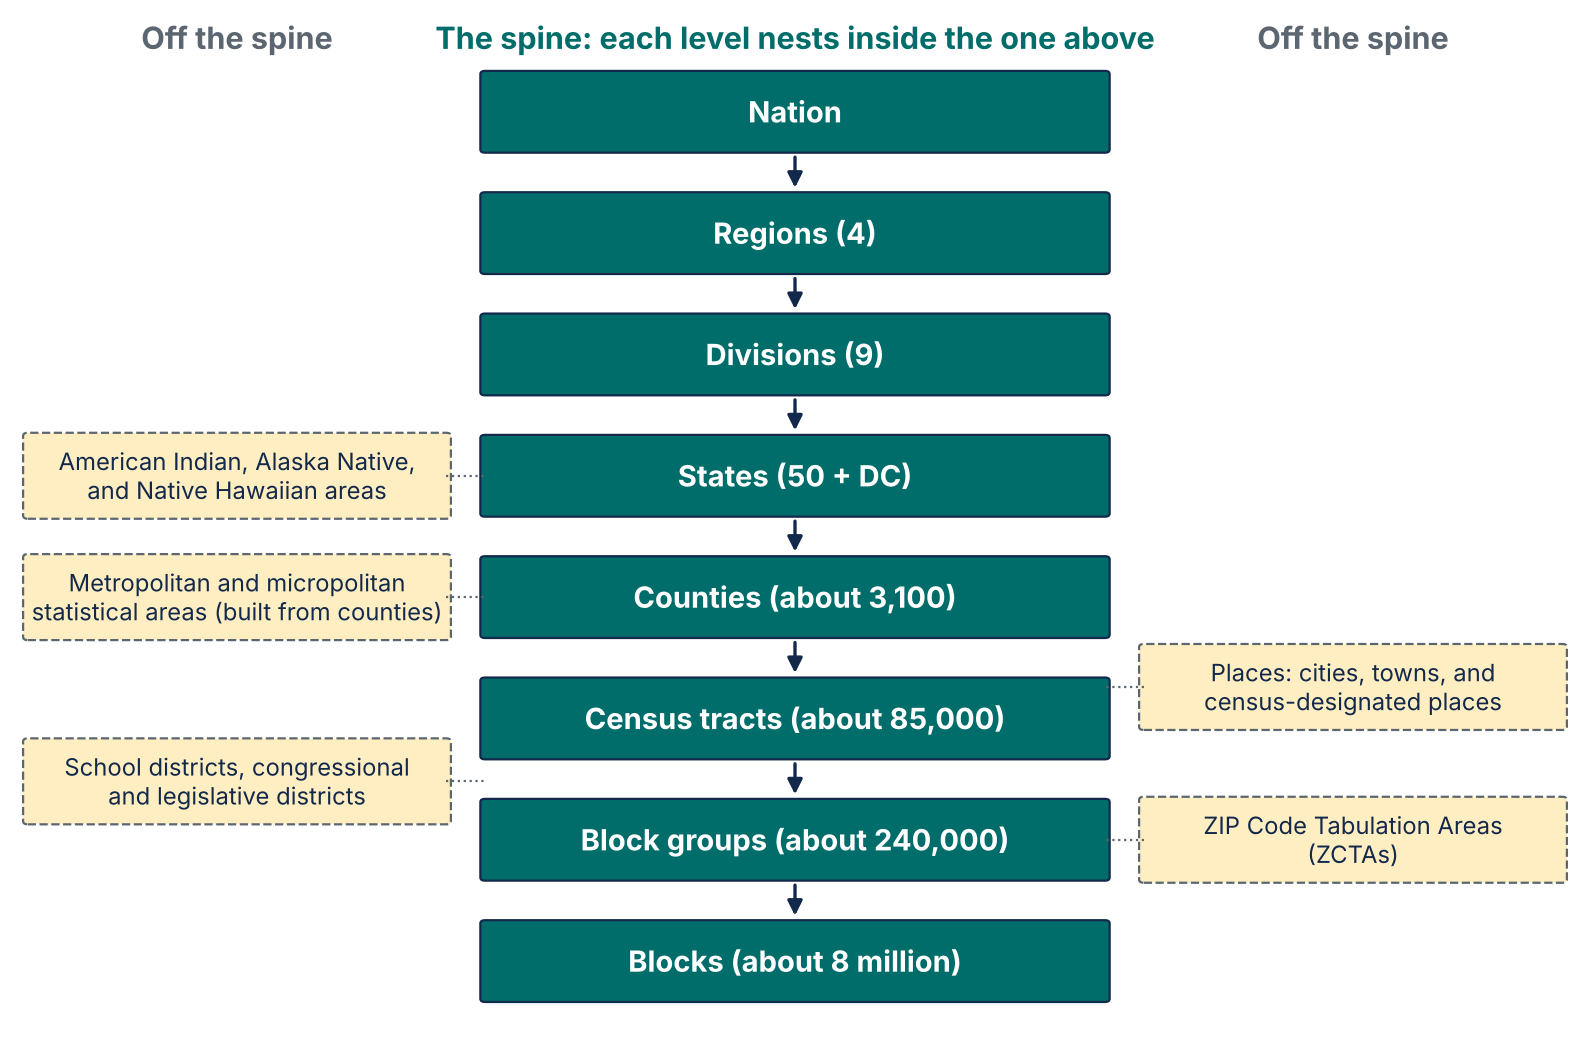 Off the spine
The spine: each level nests inside the one above
Off the spine
Nation
Regions (4)
Divisions (9)
American Indian, Alaska Native,
and Native Hawaiian areas
States (50 + DC)
Metropolitan and micropolitan
statistical areas (built from counties)
Counties (about 3,100)
Places: cities, towns, and
census-designated places
Census tracts (about 85,000)
School districts, congressional
and legislative districts
Block groups (about 240,000)
ZIP Code Tabulation Areas
(ZCTAs)
Blocks (about 8 million)